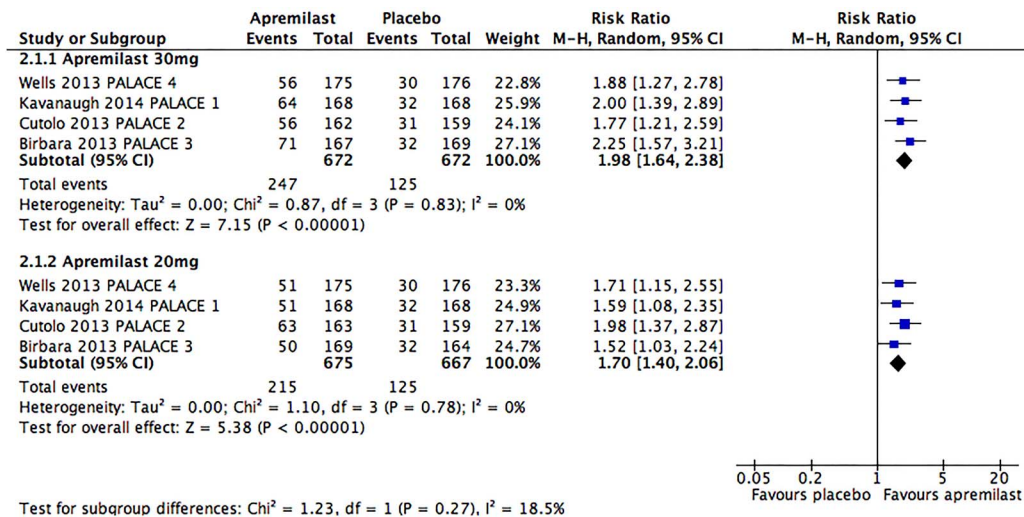 Apremilast Placebo Risk Ratio Risk Ratio
Study or Subgroup Events Total Events Total Weight M-H, Random, 95% CI M-H, Random, 95% CI
2.1.1 Apremilast 30mg
Wells 2013 PALACE 4 56 175 30 176 22.8% 1.88 [1.27, 2.78]
Kavanaugh 2014 PALACE 1 64 168 32 168 25.9% 2.00 [1.39, 2.89]
Cutolo 2013 PALACE 2 56 162 31 159 24.1% 1.77 [1.21, 2.59]
Birbara 2013 PALACE 3 71 167 32 169 27.1% 2.25 [1.57, 3.21]
Subtotal (95% CI) 672 672 100.0% 1.98 [1.64, 2.38]
Total events 247 125
Heterogeneity: Tau² = 0.00; Chi² = 0.87, df = 3 (P = 0.83); I² = 0%
Test for overall effect: Z = 7.15 (P < 0.00001)
2.1.2 Apremilast 20mg
Wells 2013 PALACE 4 51 175 30 176 23.3% 1.71 [1.15, 2.55]
Kavanaugh 2014 PALACE 1 51 168 32 168 24.9% 1.59 [1.08, 2.35]
Cutolo 2013 PALACE 2 63 163 31 159 27.1% 1.98 [1.37, 2.87]
Birbara 2013 PALACE 3 50 169 32 164 24.7% 1.52 [1.03, 2.24]
Subtotal (95% CI) 675 667 100.0% 1.70 [1.40, 2.06]
Total events 215 125
Heterogeneity: Tau² = 0.00; Chi² = 1.10, df = 3 (P = 0.78); I² = 0%
Test for overall effect: Z = 5.38 (P < 0.00001)
0.05 0.2 1 5 20
Favours placebo Favours apremilast
Test for subgroup differences: Chi² = 1.23, df = 1 (P = 0.27), I² = 18.5%